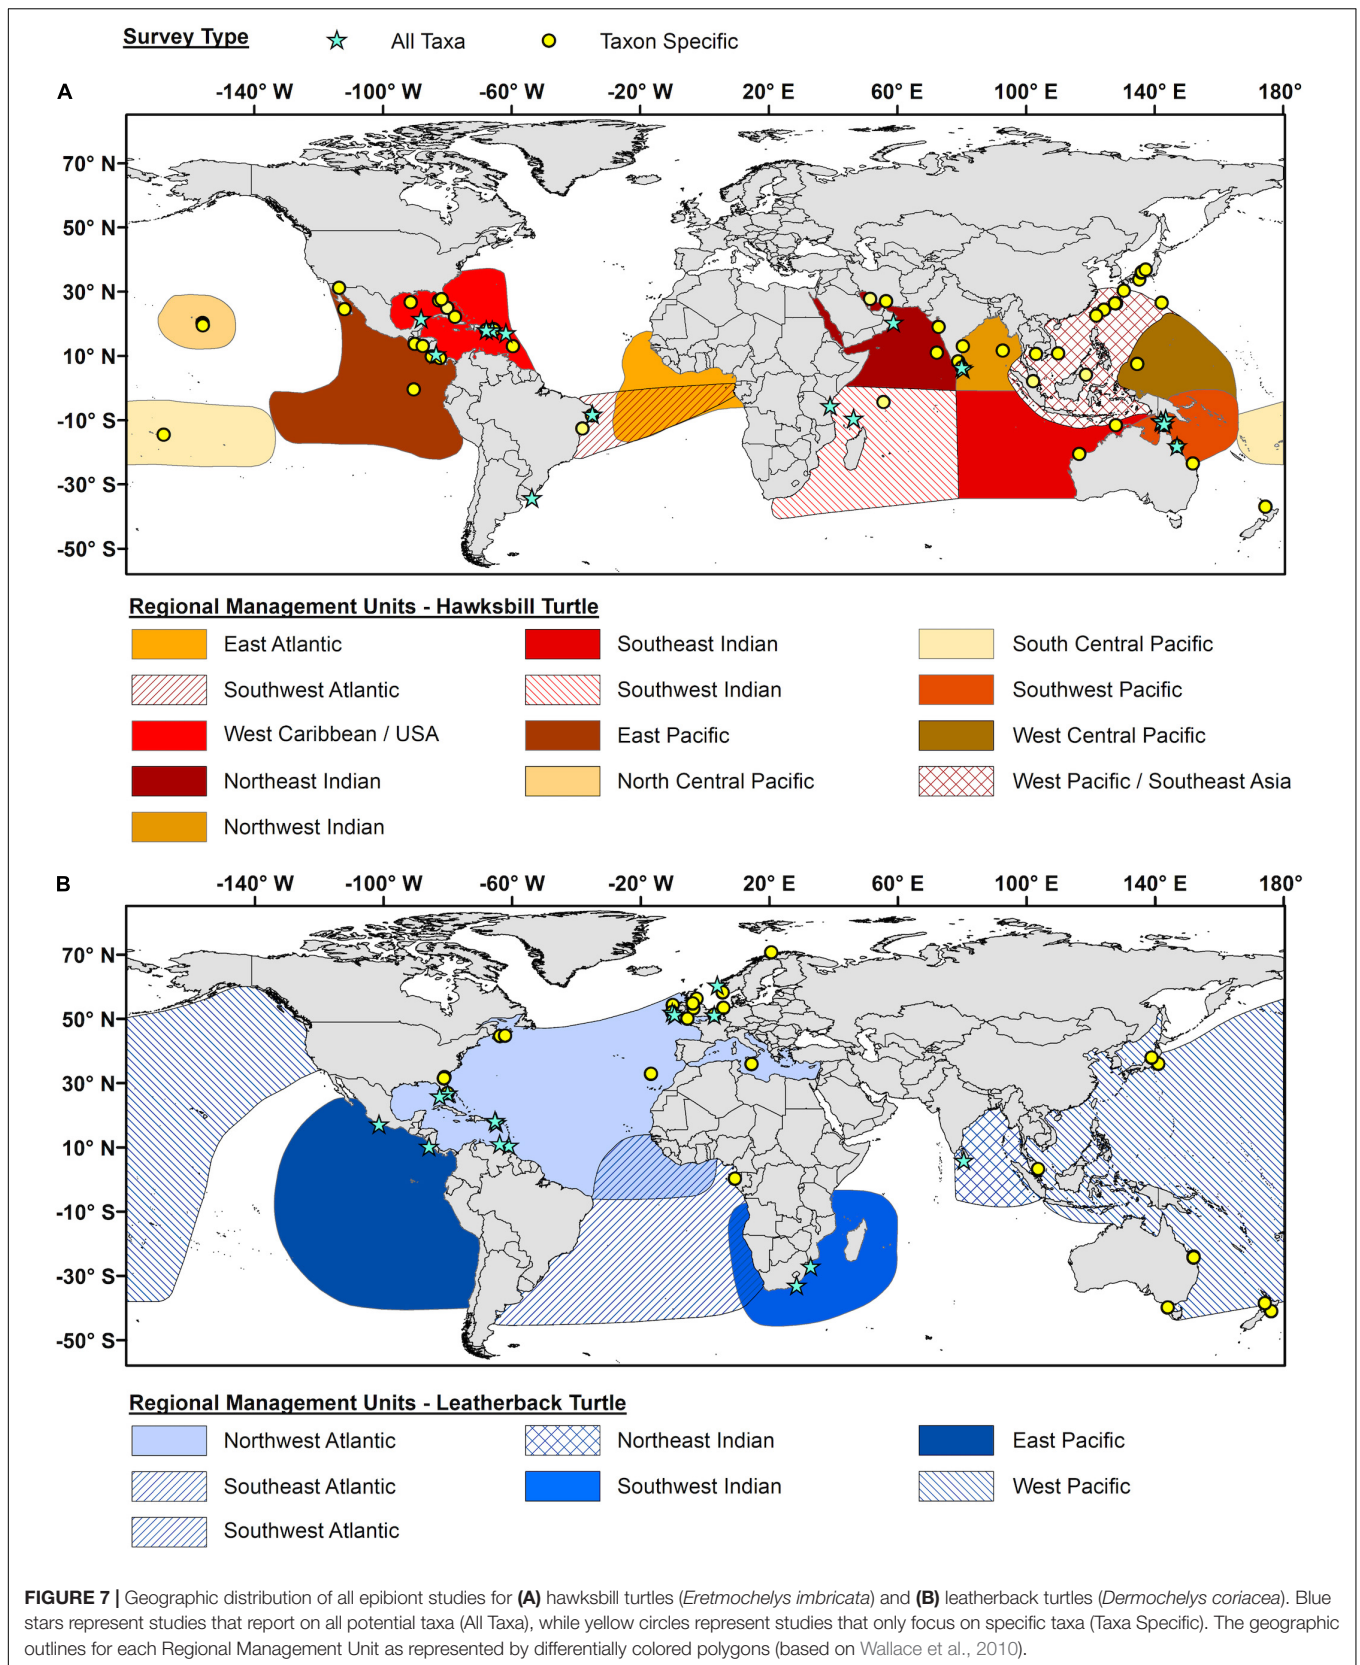 Survey Type All Taxa Taxon Specific
A
-140° W -100° W -60° W -20° W 20° E 60° E 100° E 140° E 180°
70° N
50° N
30° N
10° N
-10° S
-30° S
-50° S
Regional Management Units - Hawksbill Turtle
East Atlantic Southeast Indian South Central Pacific
Southwest Atlantic Southwest Indian Southwest Pacific
West Caribbean / USA East Pacific West Central Pacific
Northeast Indian North Central Pacific West Pacific / Southeast Asia
Northwest Indian
B
-140° W -100° W -60° W -20° W 20° E 60° E 100° E 140° E 180°
70° N
50° N
30° N
10° N
-10° S
-30° S
-50° S
Regional Management Units - Leatherback Turtle
Northwest Atlantic Northeast Indian East Pacific
Southeast Atlantic Southwest Indian West Pacific
Southwest Atlantic
FIGURE 7 | Geographic distribution of all epibiont studies for (A) hawksbill turtles (Eretmochelys imbricata) and (B) leatherback turtles (Dermochelys coriacea). Blue
stars represent studies that report on all potential taxa (All Taxa), while yellow circles represent studies that only focus on specific taxa (Taxa Specific). The geographic
outlines for each Regional Management Unit as represented by differentially colored polygons (based on Wallace et al., 2010).